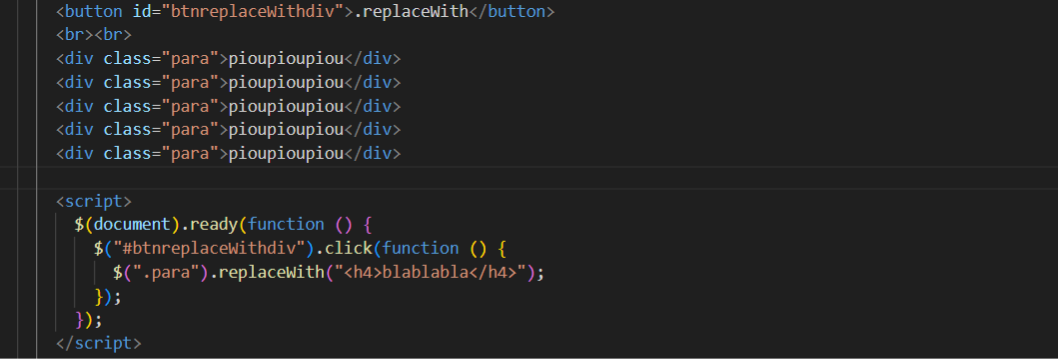 <button id="btnreplaceWithdiv">.replaceWith</button>
<br><br>
<div class="para">pioupioupiou</div>
<div class="para">pioupioupiou</div>
<div class="para">pioupioupiou</div>
<div class="para">pioupioupiou</div>
<div class="para">pioupioupiou</div>
<script>
$(document).ready(function () {
$("#btnreplaceWithdiv").click(function () {
$(".para").replaceWith("<h4>blablabla</h4>");
});
});
</script>